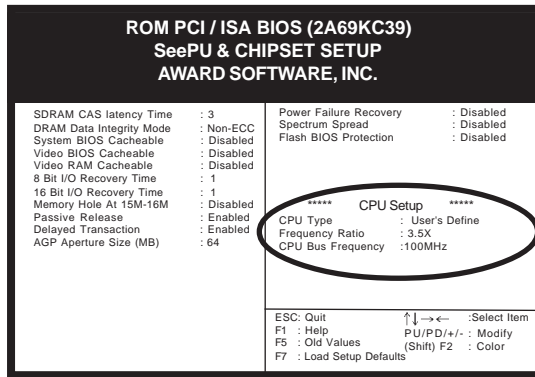 ROM PCI / ISA BIOS (2A69KC39)
SeePU & CHIPSET SETUP
AWARD SOFTWARE, INC.
SDRAM CAS latency Time : 3
DRAM Data Integrity Mode : Non-ECC
System BIOS Cacheable : Disabled
Video BIOS Cacheable : Disabled
Video RAM Cacheable : Disabled
8 Bit I/O Recovery Time : 1
16 Bit I/O Recovery Time : 1
Memory Hole At 15M-16M : Disabled
Passive Release : Enabled
Delayed Transaction : Enabled
AGP Aperture Size (MB) : 64
Power Failure Recovery : Disabled
Spectrum Spread : Disabled
Flash BIOS Protection : Disabled
***** CPU Setup *****
CPU Type : User's Define
Frequency Ratio : 3.5X
CPU Bus Frequency :100MHz
ESC: Quit ↑↓→← :Select Item
F1 : Help PU/PD/+/- : Modify
F5 : Old Values (Shift) F2 : Color
F7 : Load Setup Defaults